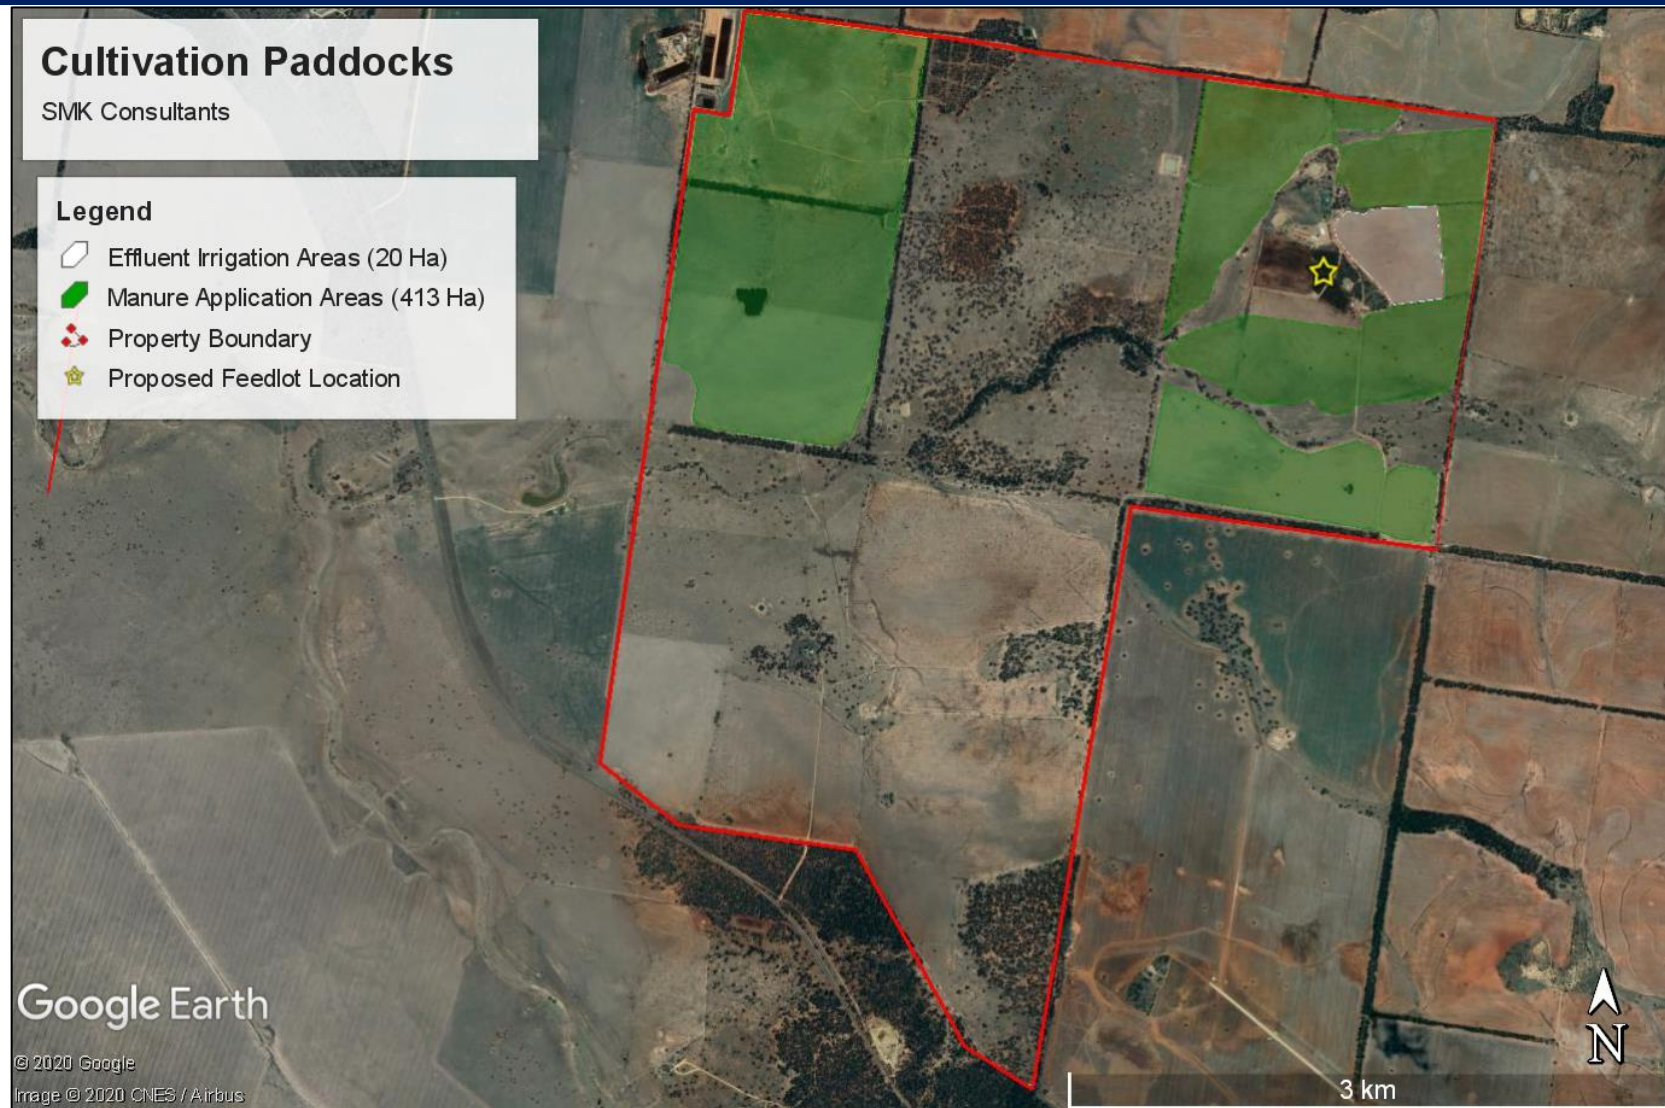 Cultivation Paddocks
SMK Consultants
Legend
Effluent Irrigation Areas (20 Ha)
Manure Application Areas (413 Ha)
Property Boundary
Proposed Feedlot Location
Google Earth
© 2020 Google
Image © 2020 CNES / Airbus
N
3 km